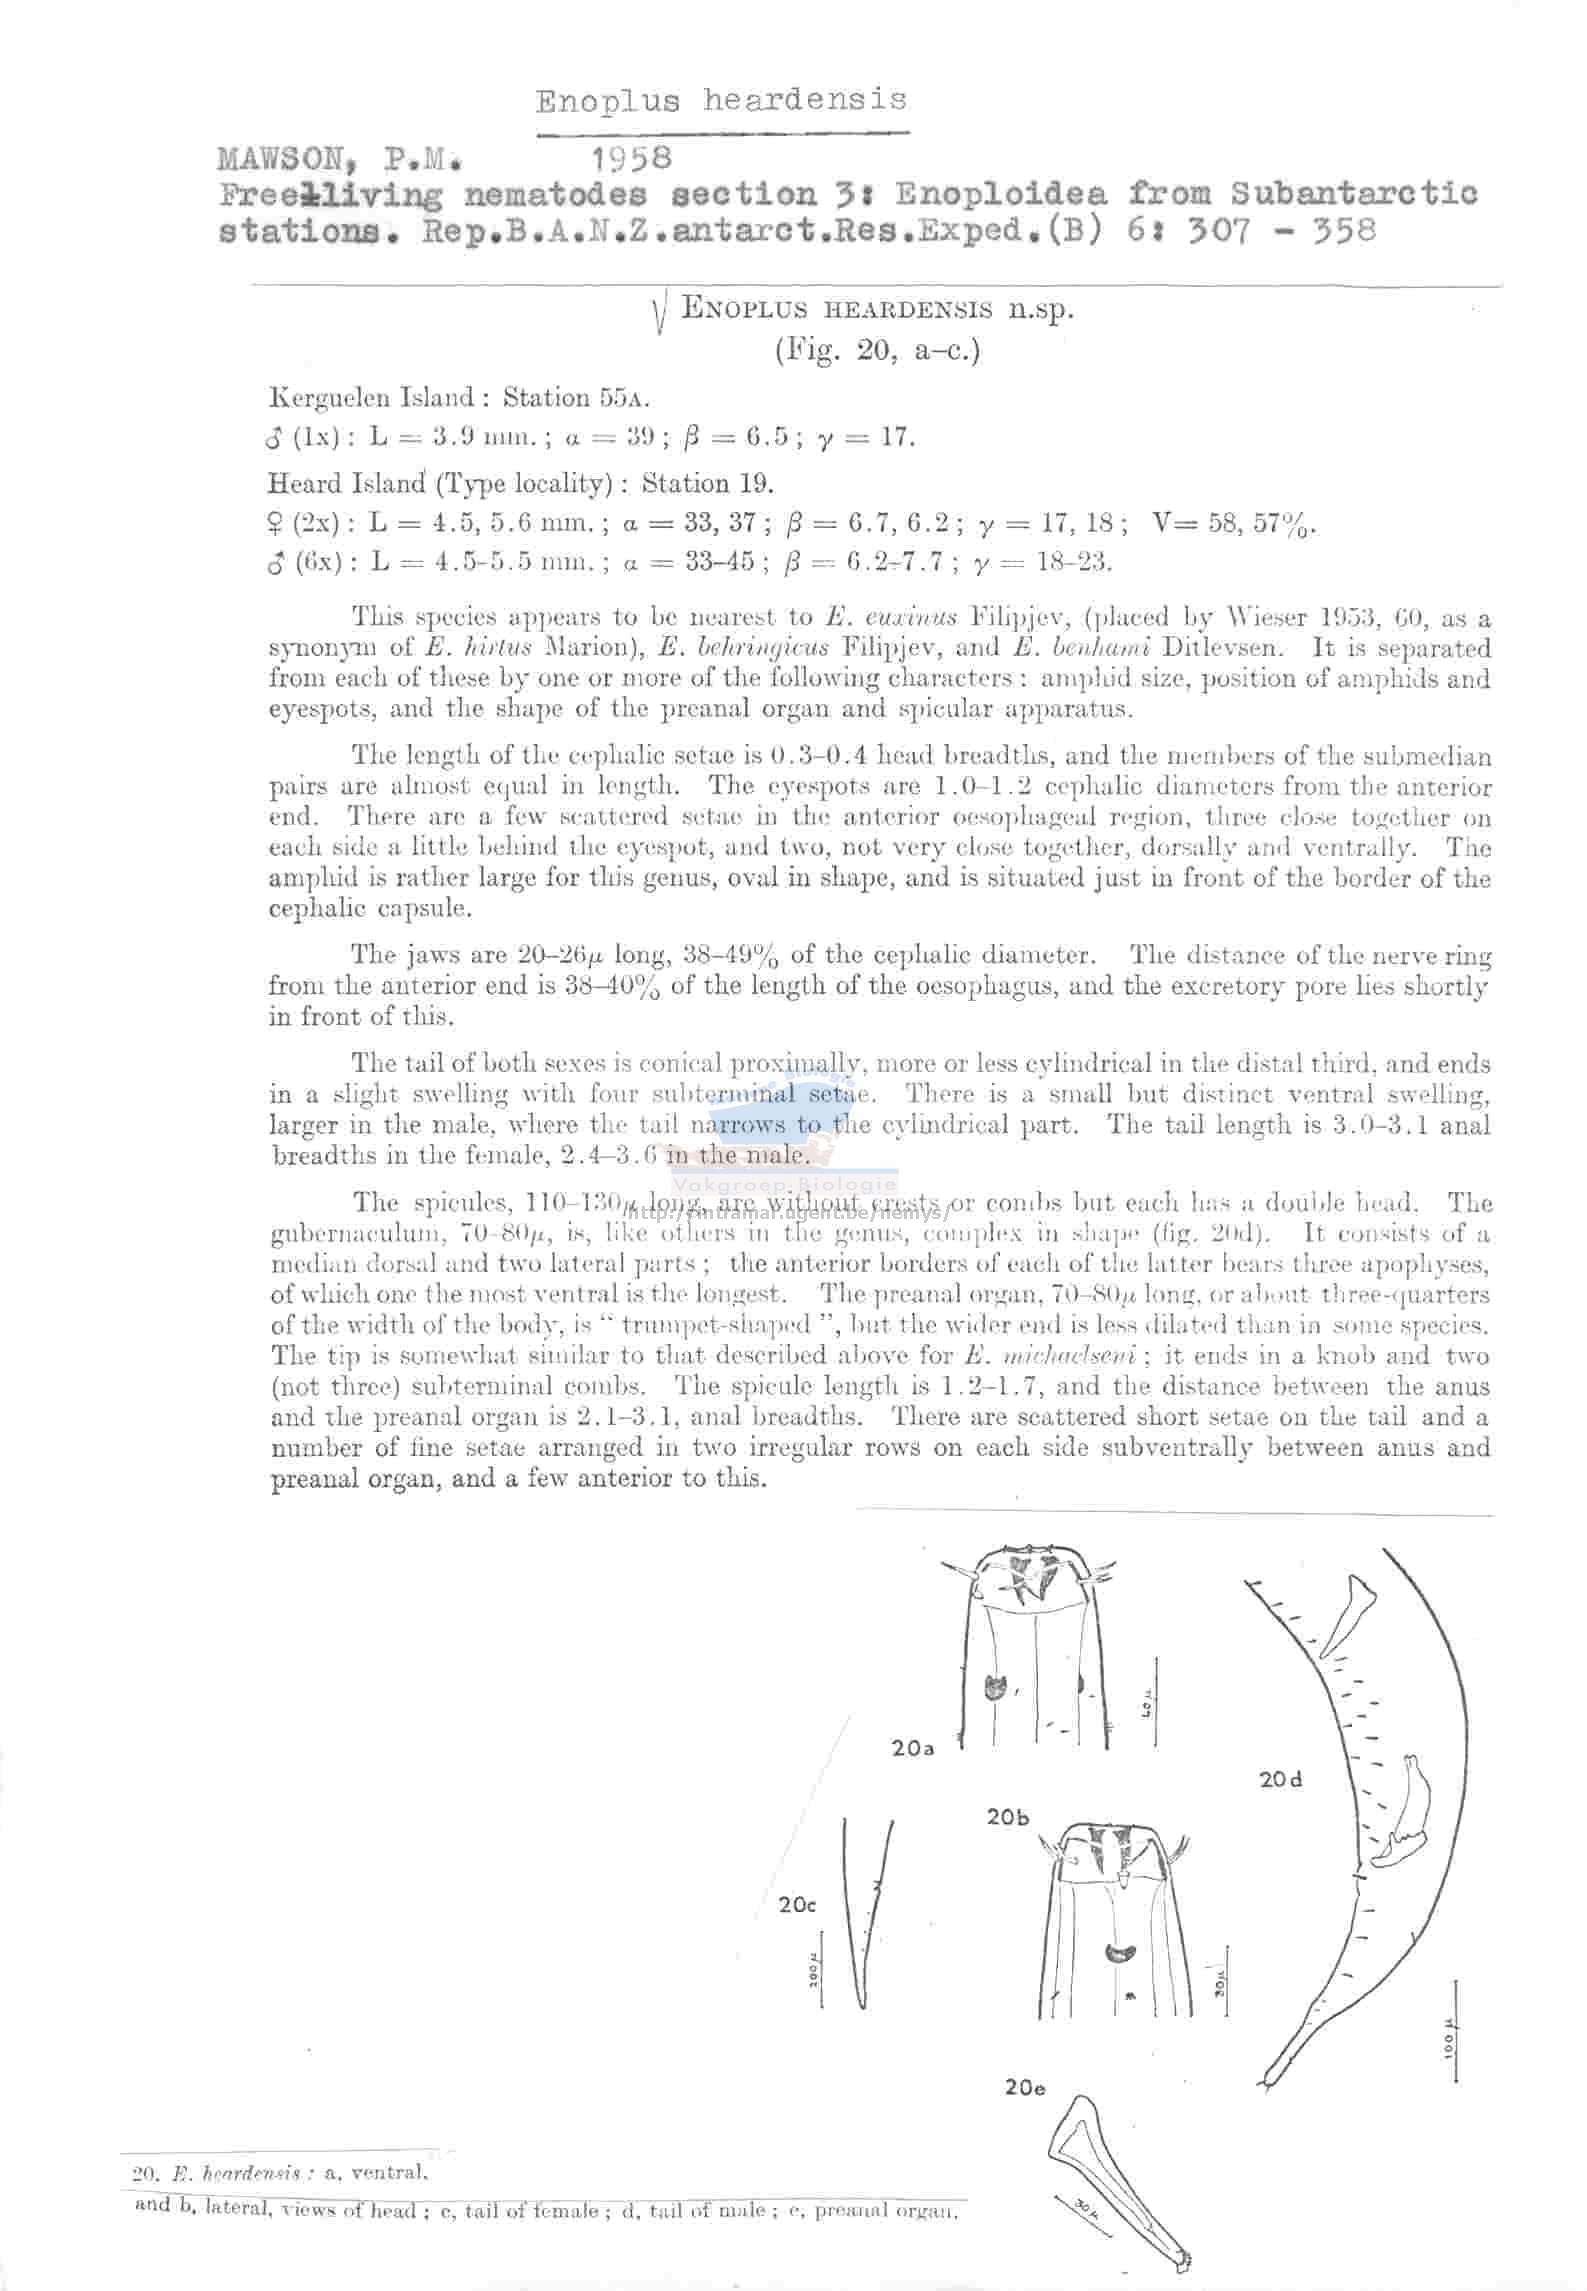 Enoplus heardensis
MAWSON, P.M. 1958
Free-living nematodes section 3: Enoploidea from Subantarctic
stations. Rep.B.A.N.Z.antarct.Res.Exped.(B) 6: 307 - 358
√ ENOPLUS HEARDENSIS n.sp.
(Fig. 20, a–c.)
Kerguelen Island : Station 55A.
♂ (1x) : L = 3.9 mm. ; α = 39 ; β = 6.5 ; γ = 17.
Heard Island (Type locality) : Station 19.
♀ (2x) : L = 4.5, 5.6 mm. ; α = 33, 37 ; β = 6.7, 6.2 ; γ = 17, 18 ; V= 58, 57%.
♂ (6x) : L = 4.5–5.5 mm. ; α = 33–45 ; β = 6.2–7.7 ; γ = 18–23.
This species appears to be nearest to E. euxinus Filipjev, (placed by Wieser 1953, 60, as a
synonym of E. hirtus Marion), E. behringicus Filipjev, and E. benhami Ditlevsen. It is separated
from each of these by one or more of the following characters : amphid size, position of amphids and
eyespots, and the shape of the preanal organ and spicular apparatus.
The length of the cephalic setae is 0.3–0.4 head breadths, and the members of the submedian
pairs are almost equal in length. The eyespots are 1.0–1.2 cephalic diameters from the anterior
end. There are a few scattered setae in the anterior oesophageal region, three close together on
each side a little behind the eyespot, and two, not very close together, dorsally and ventrally. The
amphid is rather large for this genus, oval in shape, and is situated just in front of the border of the
cephalic capsule.
The jaws are 20–26μ long, 38–49% of the cephalic diameter. The distance of the nerve ring
from the anterior end is 38–40% of the length of the oesophagus, and the excretory pore lies shortly
in front of this.
The tail of both sexes is conical proximally, more or less cylindrical in the distal third, and ends
in a slight swelling with four subterminal setae. There is a small but distinct ventral swelling,
larger in the male, where the tail narrows to the cylindrical part. The tail length is 3.0–3.1 anal
breadths in the female, 2.4–3.6 in the male.
Vakgroep Biologie
The spicules, 110–130μ long, are without crests or combs but each has a double head. The
http://intramar.ugent.be/nemys/
gubernaculum, 70–80μ, is, like others in the genus, complex in shape (fig. 20d). It consists of a
median dorsal and two lateral parts ; the anterior borders of each of the latter bears three apophyses,
of which one the most ventral is the longest. The preanal organ, 70–80μ long, or about three-quarters
of the width of the body, is “ trumpet-shaped ”, but the wider end is less dilated than in some species.
The tip is somewhat similar to that described above for E. michaelseni ; it ends in a knob and two
(not three) subterminal combs. The spicule length is 1.2–1.7, and the distance between the anus
and the preanal organ is 2.1–3.1, anal breadths. There are scattered short setae on the tail and a
number of fine setae arranged in two irregular rows on each side subventrally between anus and
preanal organ, and a few anterior to this.
40 μ
20a
20d
20b
20c
200 μ
30 μ
100 μ
20e
30 μ
20. E. heardensis : a, ventral,
and b, lateral, views of head ; c, tail of female ; d, tail of male ; e, preanal organ.